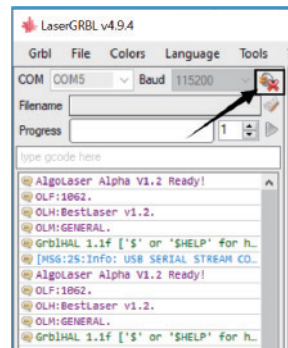 LaserGRBL v4.9.4
Grbl File Colors Language Tools
COM COM5 Baud 115200
Filename
Progress 1
type gcode here
AlgoLaser Alpha V1.2 Ready!
OLF:1062.
OLH:BestLaser v1.2.
OLM:GENERAL.
GrblHAL 1.1f ['$' or '$HELP' for h…
[MSG:2S:Info: USB SERIAL STREAM CO…
AlgoLaser Alpha V1.2 Ready!
OLF:1062.
OLH:BestLaser v1.2.
OLM:GENERAL.
GrblHAL 1.1f ['$' or '$HELP' for h…